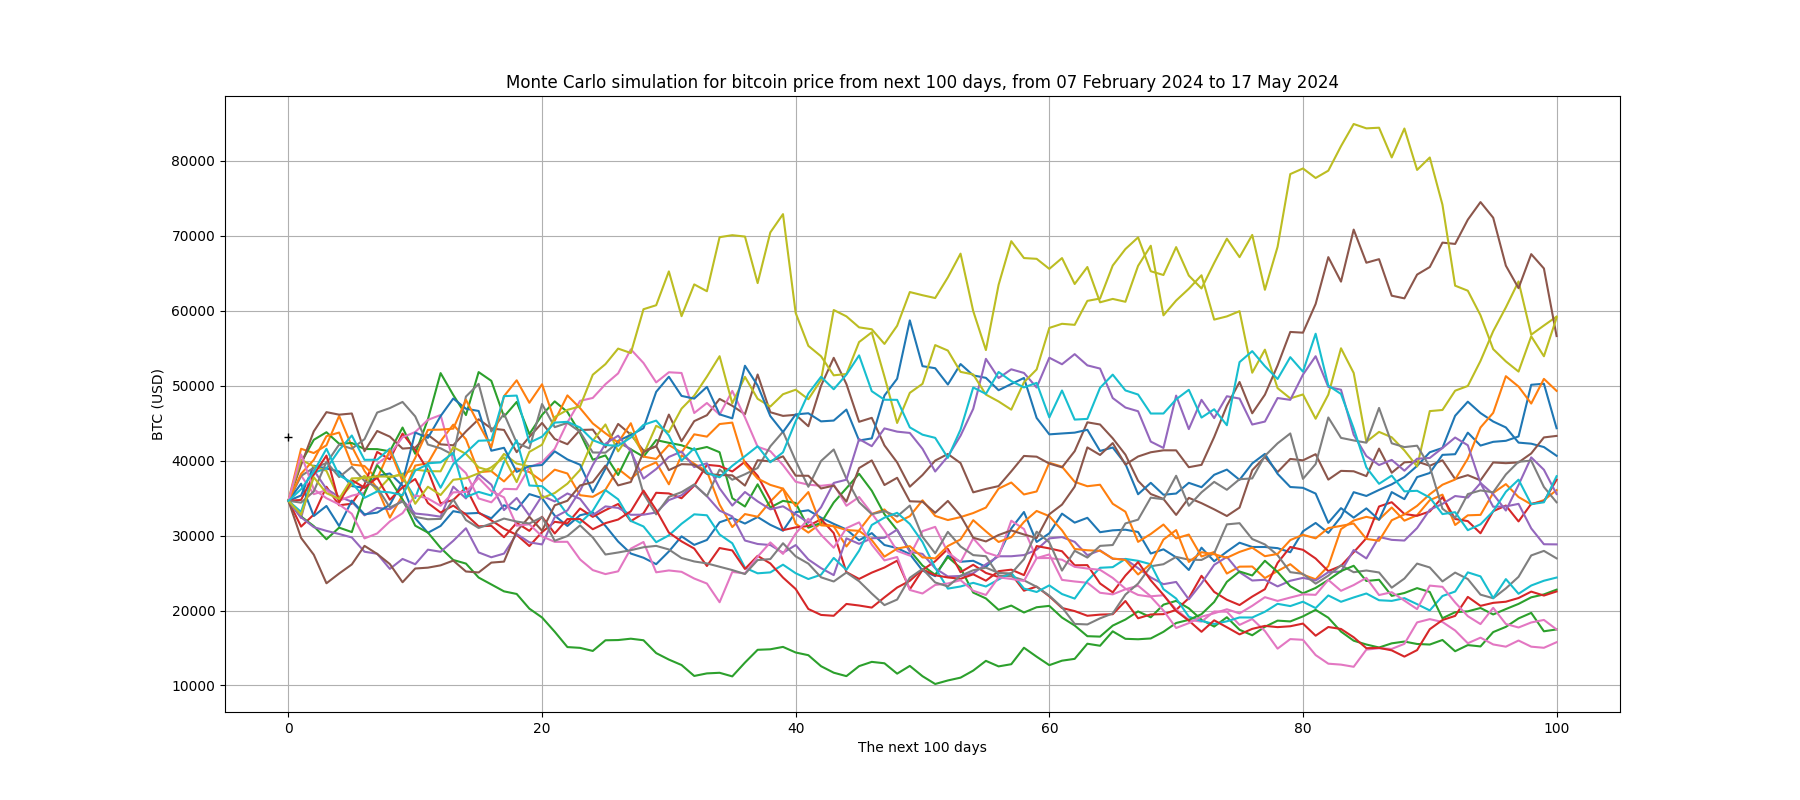 Monte Carlo simulation for bitcoin price from next 100 days, from 07 February 2024 to 17 May 2024
80000
70000
60000
50000
40000
30000
20000
10000
BTC (USD)
0 20 40 60 80 100
The next 100 days